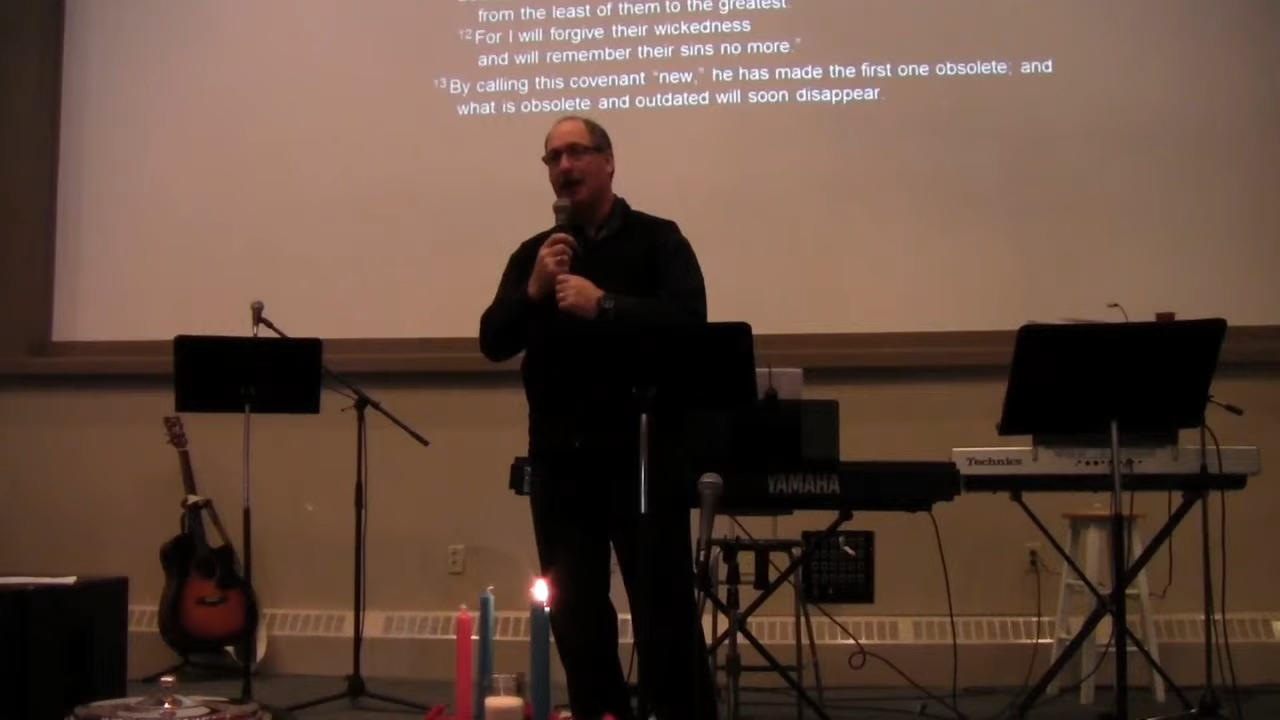 from the least of them to the greatest.
12 For I will forgive their wickedness
and will remember their sins no more."
13 By calling this covenant "new," he has made the first one obsolete; and
what is obsolete and outdated will soon disappear.
YAMAHA
Technics